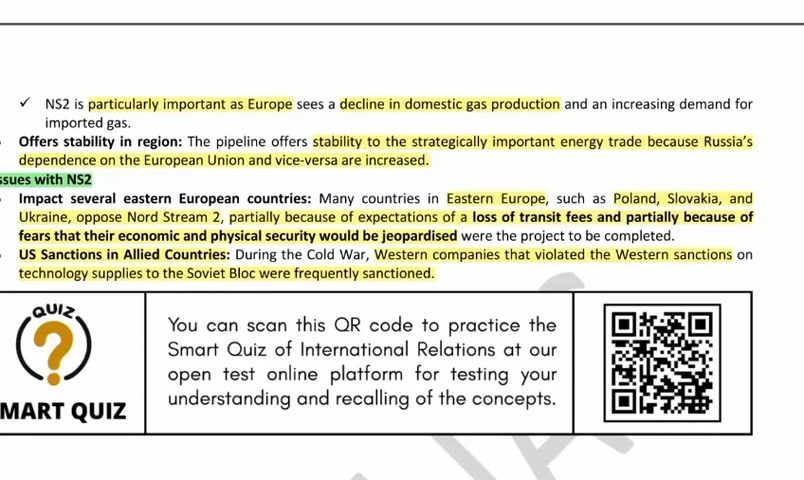 ✓ NS2 is particularly important as Europe sees a decline in domestic gas production and an increasing demand for
imported gas.
Offers stability in region: The pipeline offers stability to the strategically important energy trade because Russia's
dependence on the European Union and vice-versa are increased.
ssues with NS2
Impact several eastern European countries: Many countries in Eastern Europe, such as Poland, Slovakia, and
Ukraine, oppose Nord Stream 2, partially because of expectations of a loss of transit fees and partially because of
fears that their economic and physical security would be jeopardised were the project to be completed.
US Sanctions in Allied Countries: During the Cold War, Western companies that violated the Western sanctions on
technology supplies to the Soviet Bloc were frequently sanctioned.
QUIZ
?
MART QUIZ
You can scan this QR code to practice the
Smart Quiz of International Relations at our
open test online platform for testing your
understanding and recalling of the concepts.